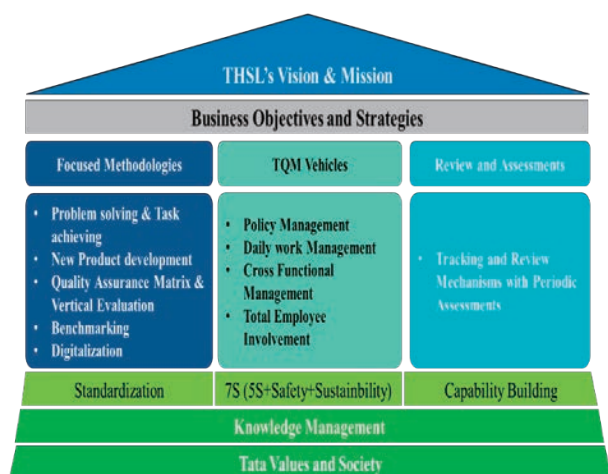 THSL's Vision & Mission
Business Objectives and Strategies
Focused Methodologies
• Problem solving & Task
achieving
• New Product development
• Quality Assurance Matrix &
Vertical Evaluation
• Benchmarking
• Digitalization
TQM Vehicles
• Policy Management
• Daily work Management
• Cross Functional
Management
• Total Employee
Involvement
Review and Assessments
• Tracking and Review
Mechanisms with Periodic
Assessments
Standardization
7S (5S+Safety+Sustainbility)
Capability Building
Knowledge Management
Tata Values and Society